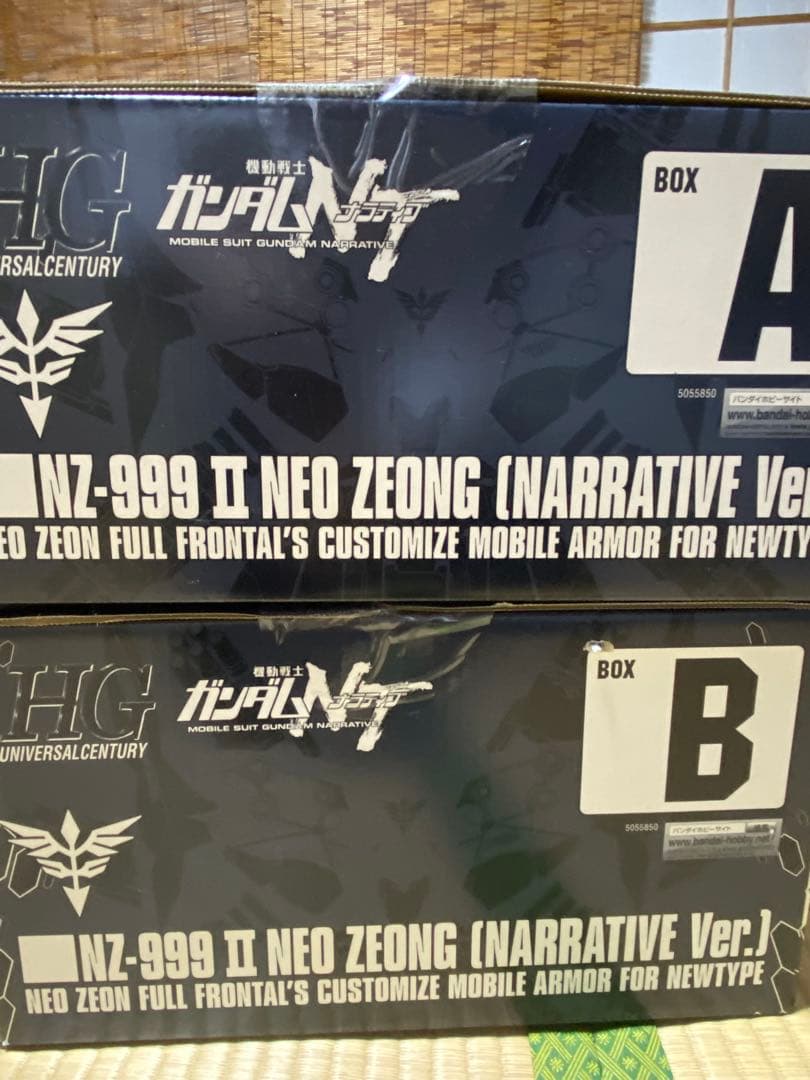 HG
VERSALCENTURY
機動戦士
ガンダムNT
ナラティブ
MOBILE SUIT GUNDAM NARRATIVE
BOX
A
5055850
バンダイホビーサイト
www.bandai-hob
NZ-999 II NEO ZEONG (NARRATIVE Ver
EO ZEON FULL FRONTAL'S CUSTOMIZE MOBILE ARMOR FOR NEWTY
HG
UNIVERSALCENTURY
機動戦士
ガンダムNT
ナラティブ
MOBILE SUIT GUNDAM NARRATIVE
BOX
B
5055850
バンダイホビーサイト
www.bandai-hobby.net
NZ-999 II NEO ZEONG (NARRATIVE Ver.)
NEO ZEON FULL FRONTAL'S CUSTOMIZE MOBILE ARMOR FOR NEWTYPE